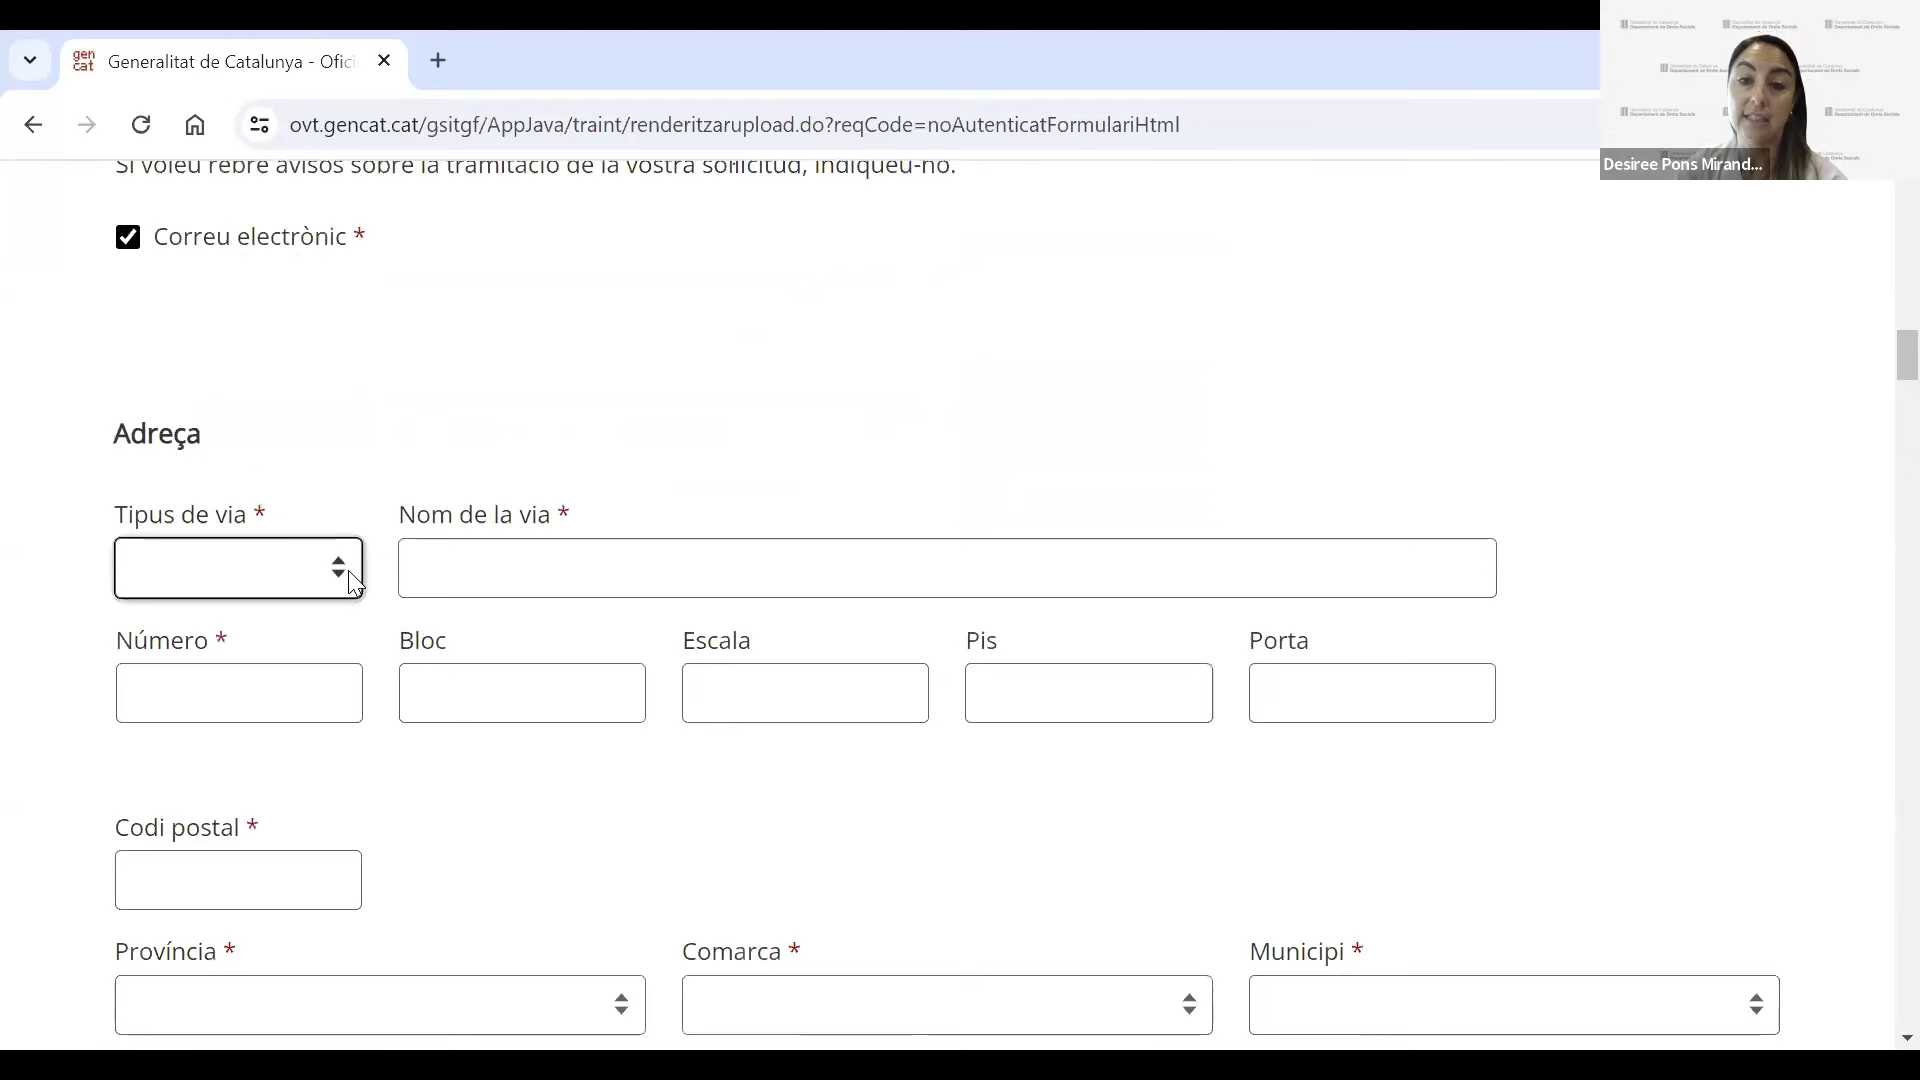 gen
cat
Generalitat de Catalunya - Ofici
ovt.gencat.cat/gsitgf/AppJava/traint/renderitzarupload.do?reqCode=noAutenticatFormulariHtml
Desiree Pons Mirand...
Si voleu rebre avisos sobre la tramitació de la vostra sol·licitud, indiqueu-ho.
Correu electrònic *
Adreça
Tipus de via *
Nom de la via *
Número *
Bloc
Escala
Pis
Porta
Codi postal *
Província *
Comarca *
Municipi *